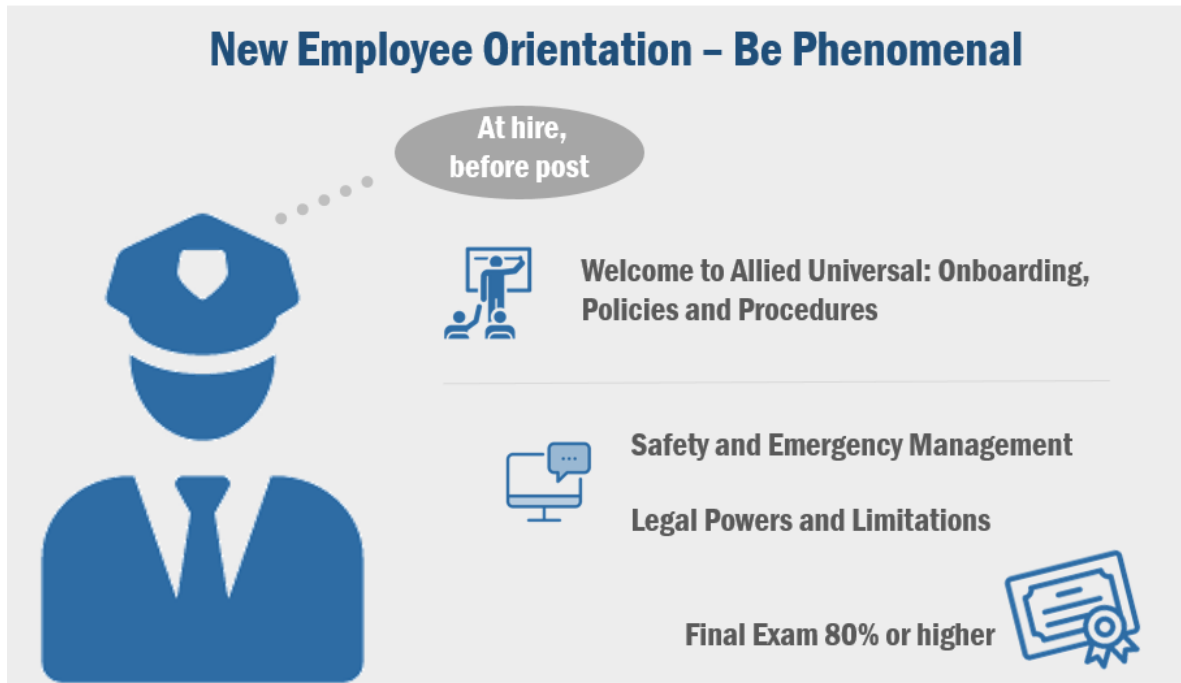 New Employee Orientation – Be Phenomenal
At hire,
before post
Welcome to Allied Universal: Onboarding,
Policies and Procedures
Safety and Emergency Management
Legal Powers and Limitations
Final Exam 80% or higher